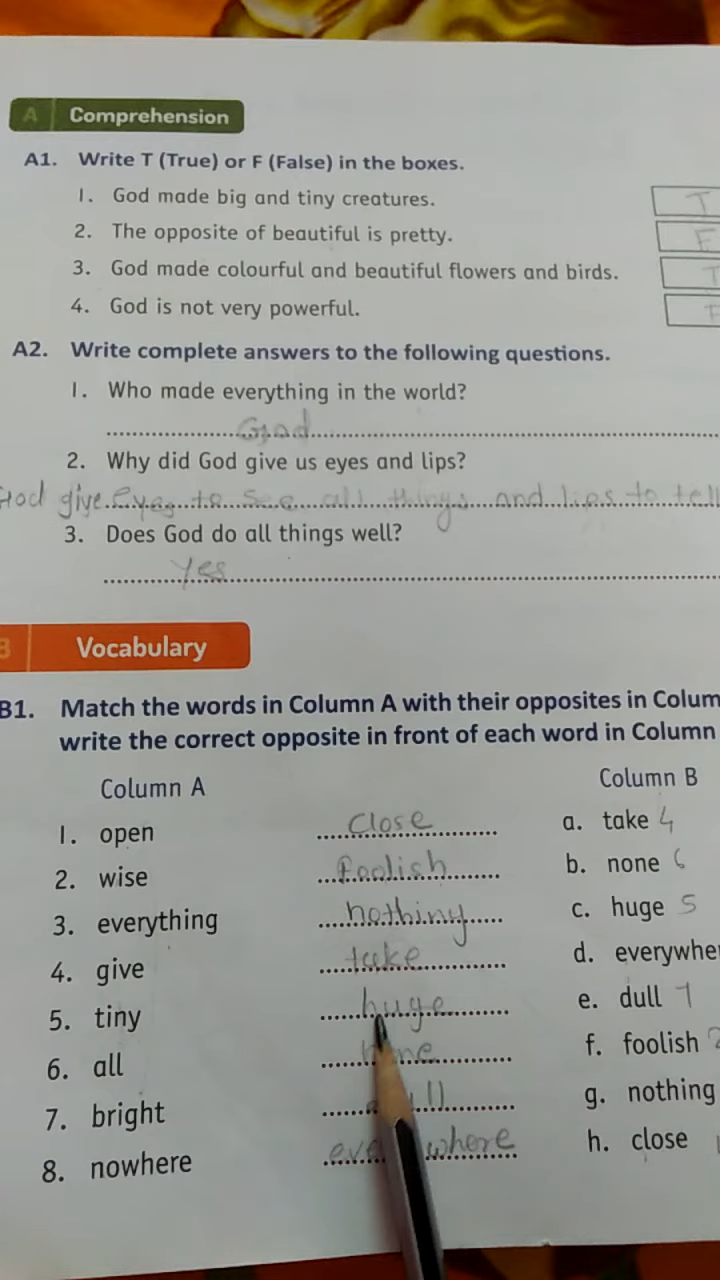 A Comprehension
A1. Write T (True) or F (False) in the boxes.
1. God made big and tiny creatures. T
2. The opposite of beautiful is pretty. F
3. God made colourful and beautiful flowers and birds. T
4. God is not very powerful. F
A2. Write complete answers to the following questions.
1. Who made everything in the world?
God
2. Why did God give us eyes and lips?
God give eyes to see all things and lips to tell
3. Does God do all things well?
Yes
B Vocabulary
B1. Match the words in Column A with their opposites in Colum
write the correct opposite in front of each word in Column
Column A Column B
1. open Close a. take 4
2. wise foolish b. none 6
3. everything nothing c. huge 5
4. give take d. everywher
5. tiny huge e. dull 7
6. all f. foolish 2
7. bright g. nothing
8. nowhere everywhere h. close